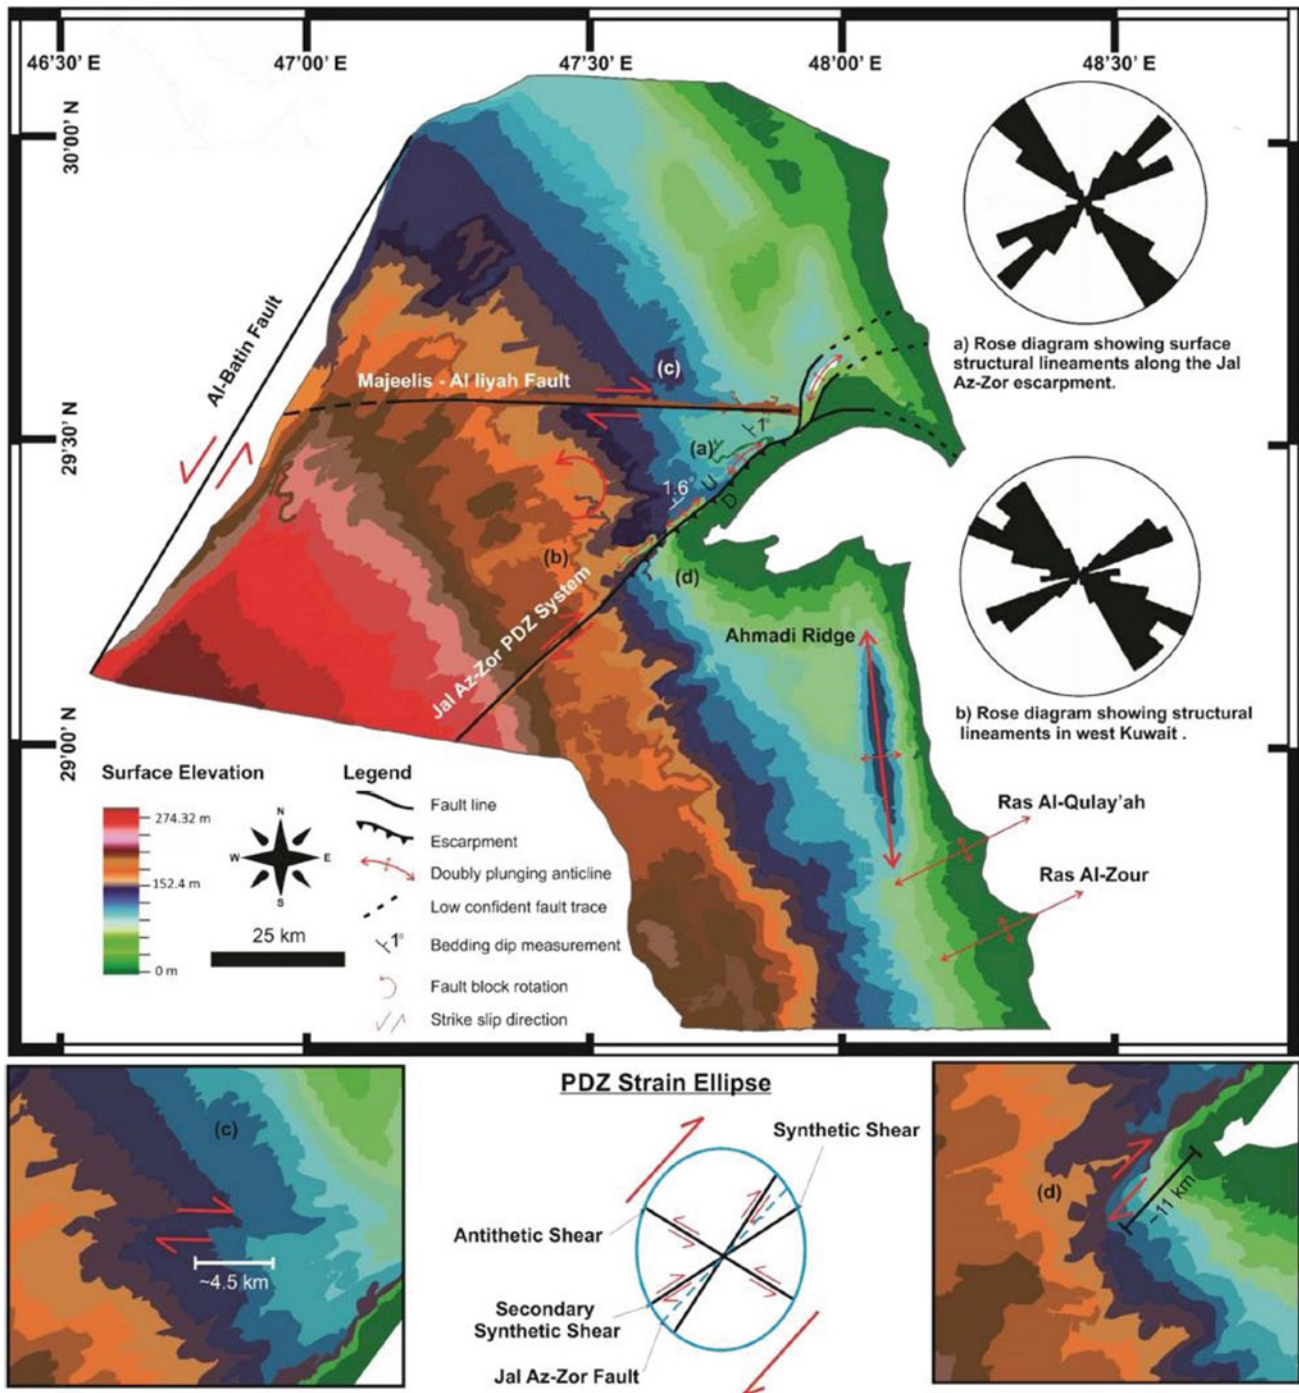 46°30' E
47°00' E
47°30' E
48°00' E
48°30' E
30°00' N
29°30' N
29°00' N
Al-Batin Fault
Majeelis - Al liyah Fault
(c)
1°
(a)
1.6°
U
D
(b)
(d)
Jal Az-Zor PDZ System
Ahmadi Ridge
Ras Al-Qulay'ah
Ras Al-Zour
a) Rose diagram showing surface
structural lineaments along the Jal
Az-Zor escarpment.
b) Rose diagram showing structural
lineaments in west Kuwait .
Surface Elevation
274.32 m
152.4 m
0 m
N
W
E
S
25 km
Legend
Fault line
Escarpment
Doubly plunging anticline
Low confident fault trace
1°
Bedding dip measurement
Fault block rotation
Strike slip direction
(c)
~4.5 km
PDZ Strain Ellipse
Synthetic Shear
Antithetic Shear
Secondary
Synthetic Shear
Jal Az-Zor Fault
(d)
~11 km